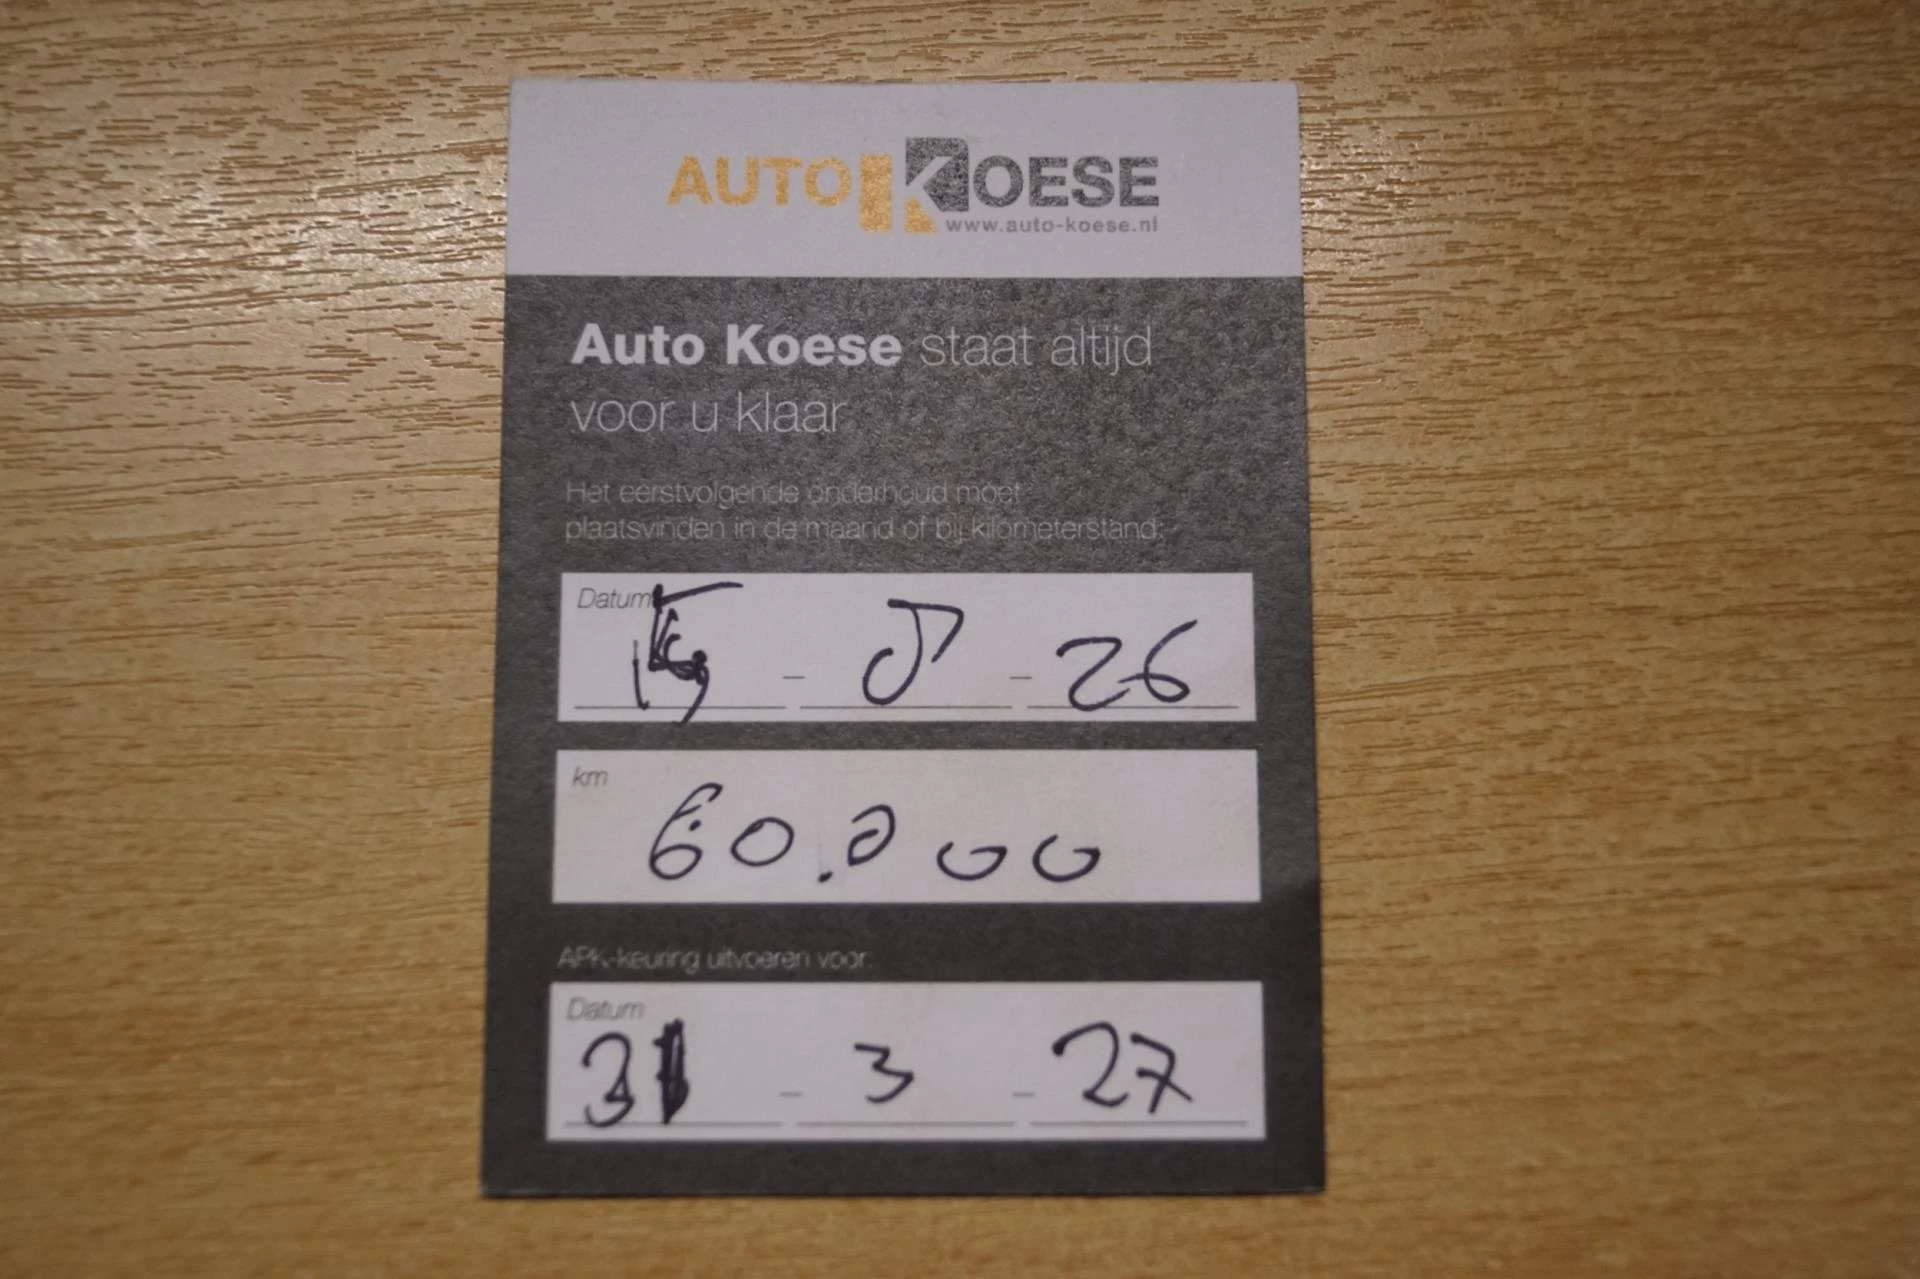 AUTO KOESE
www.auto-koese.nl
Auto Koese staat altijd
voor u klaar
Het eerstvolgende onderhoud moet
plaatsvinden in de maand of bij kilometerstand:
Datum
- - 26
km
60.000
APK-keuring uitvoeren voor:
Datum
31 - 3 - 27